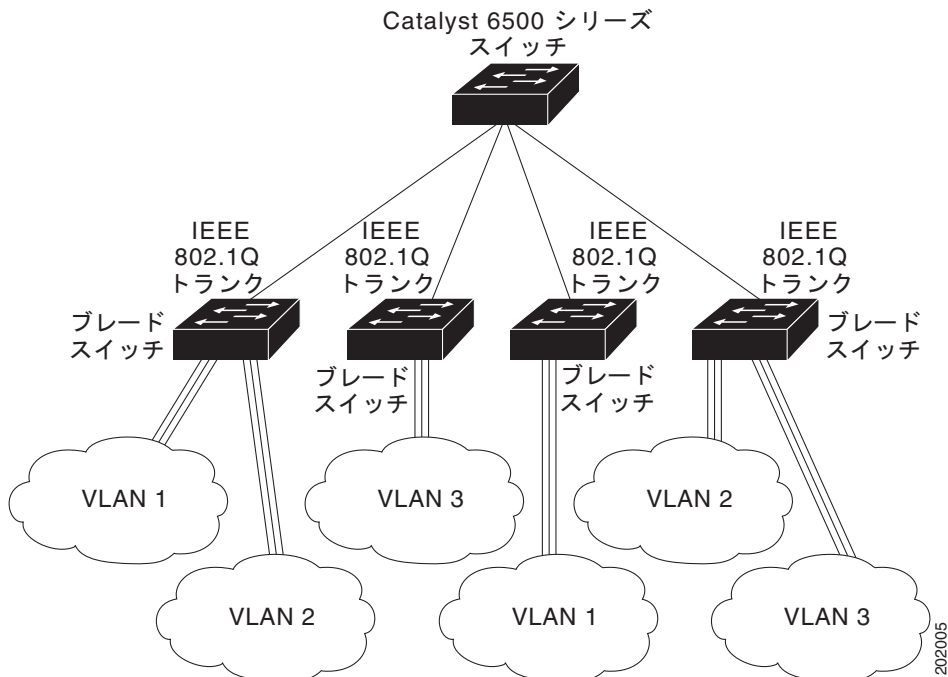 Catalyst 6500 シリーズ
スイッチ
IEEE
802.1Q
トランク
IEEE
802.1Q
トランク
IEEE
802.1Q
トランク
IEEE
802.1Q
トランク
ブレード
スイッチ
ブレード
スイッチ
ブレード
スイッチ
ブレード
スイッチ
VLAN 1
VLAN 3
VLAN 2
VLAN 2
VLAN 1
VLAN 3
202005